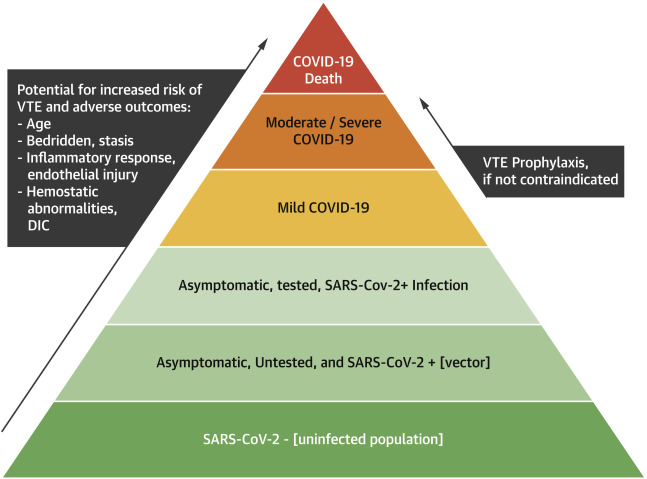 COVID-19
Death
Potential for increased risk of
VTE and adverse outcomes:
- Age
- Bedridden, stasis
- Inflammatory response,
endothelial injury
- Hemostatic
abnormalities,
DIC
Moderate / Severe
COVID-19
VTE Prophylaxis,
if not contraindicated
Mild COVID-19
Asymptomatic, tested, SARS-Cov-2+ Infection
Asymptomatic, Untested, and SARS-CoV-2 + [vector]
SARS-CoV-2 - [uninfected population]